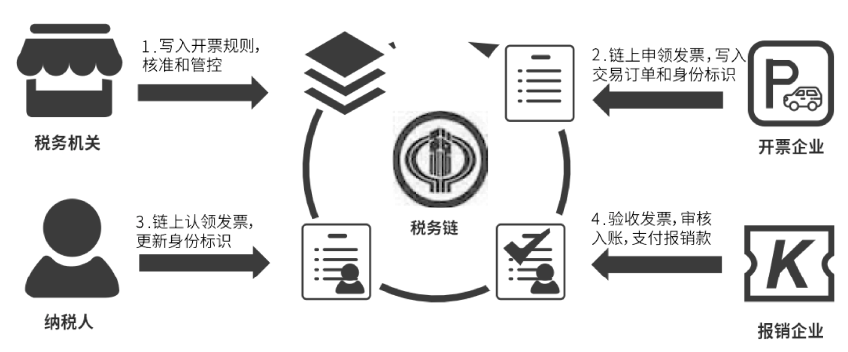 1.写入开票规则，
核准和管控
税务机关
2.链上申领发票，写入
交易订单和身份标识
P
开票企业
税务链
3.链上认领发票，
更新身份标识
纳税人
4.验收发票，审核
入账，支付报销款
K
报销企业